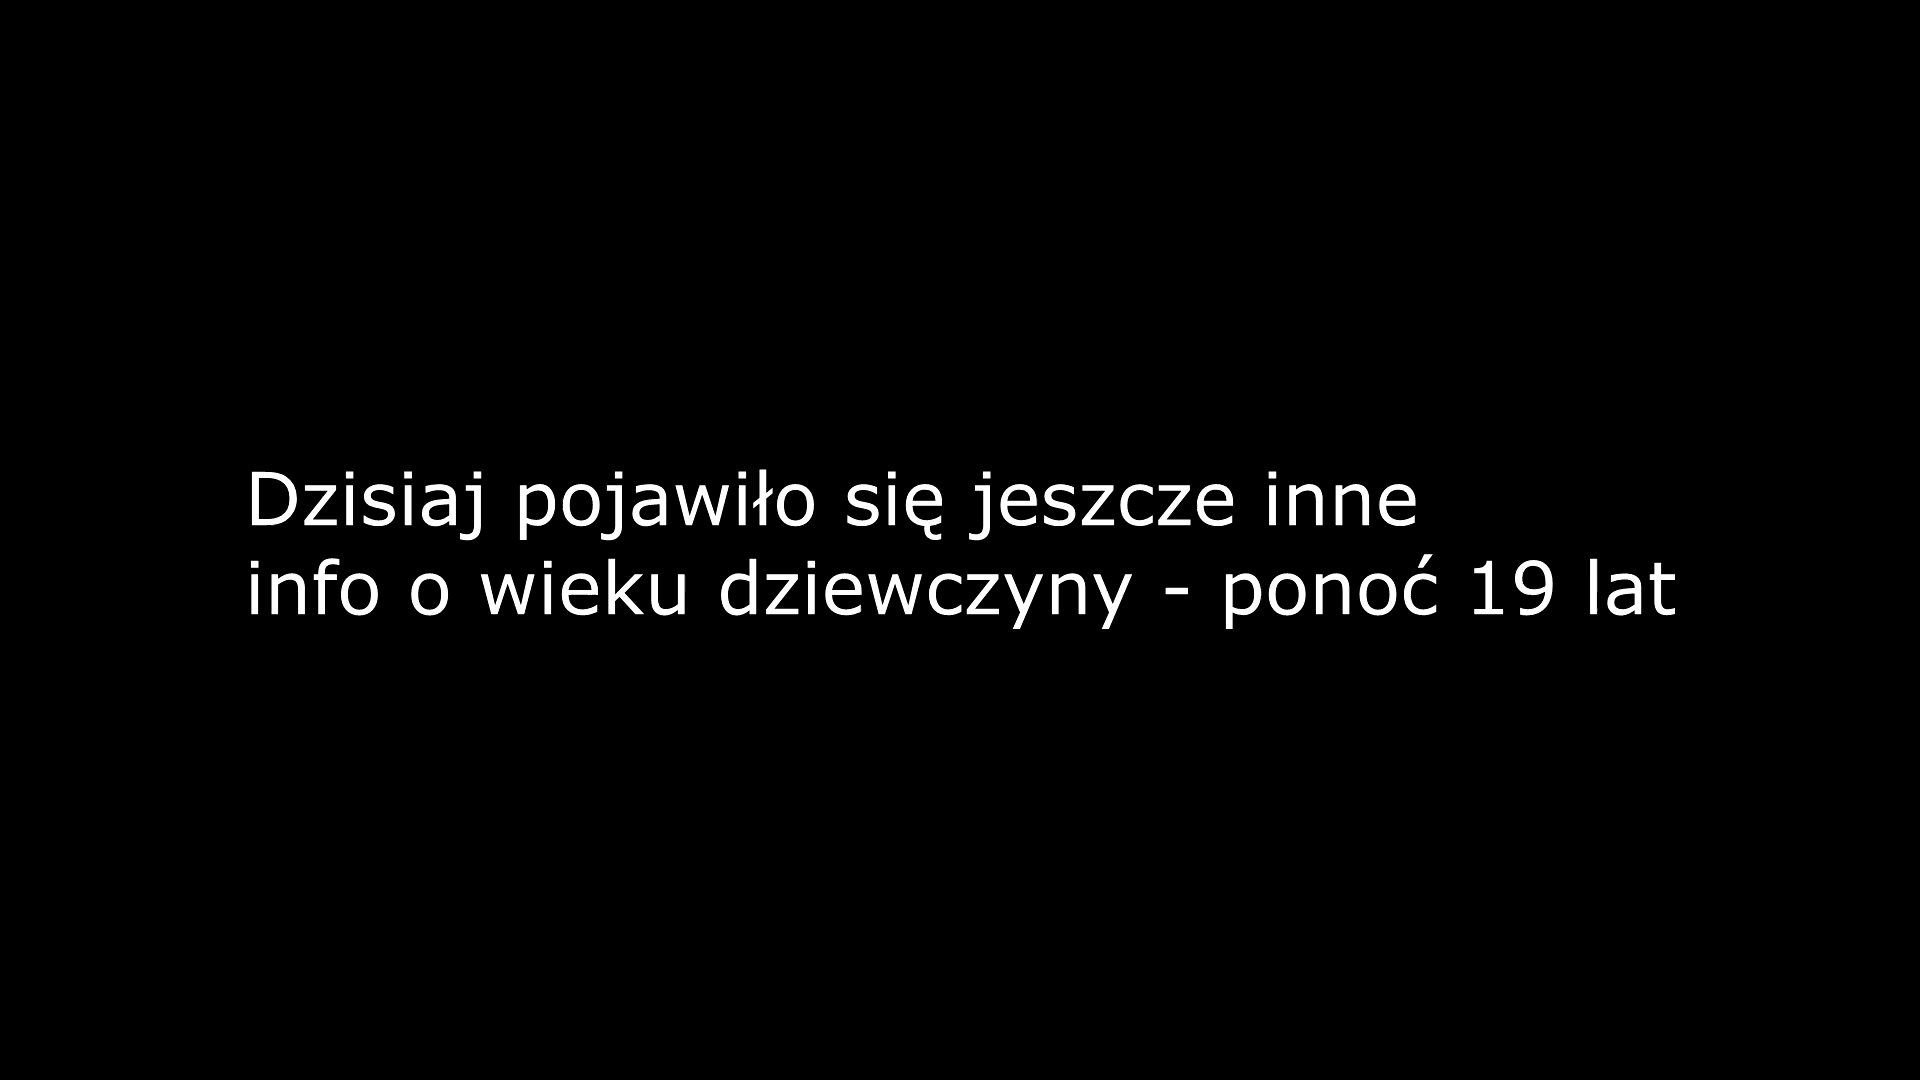 Dzisiaj pojawiło się jeszcze inne
info o wieku dziewczyny - ponoć 19 lat